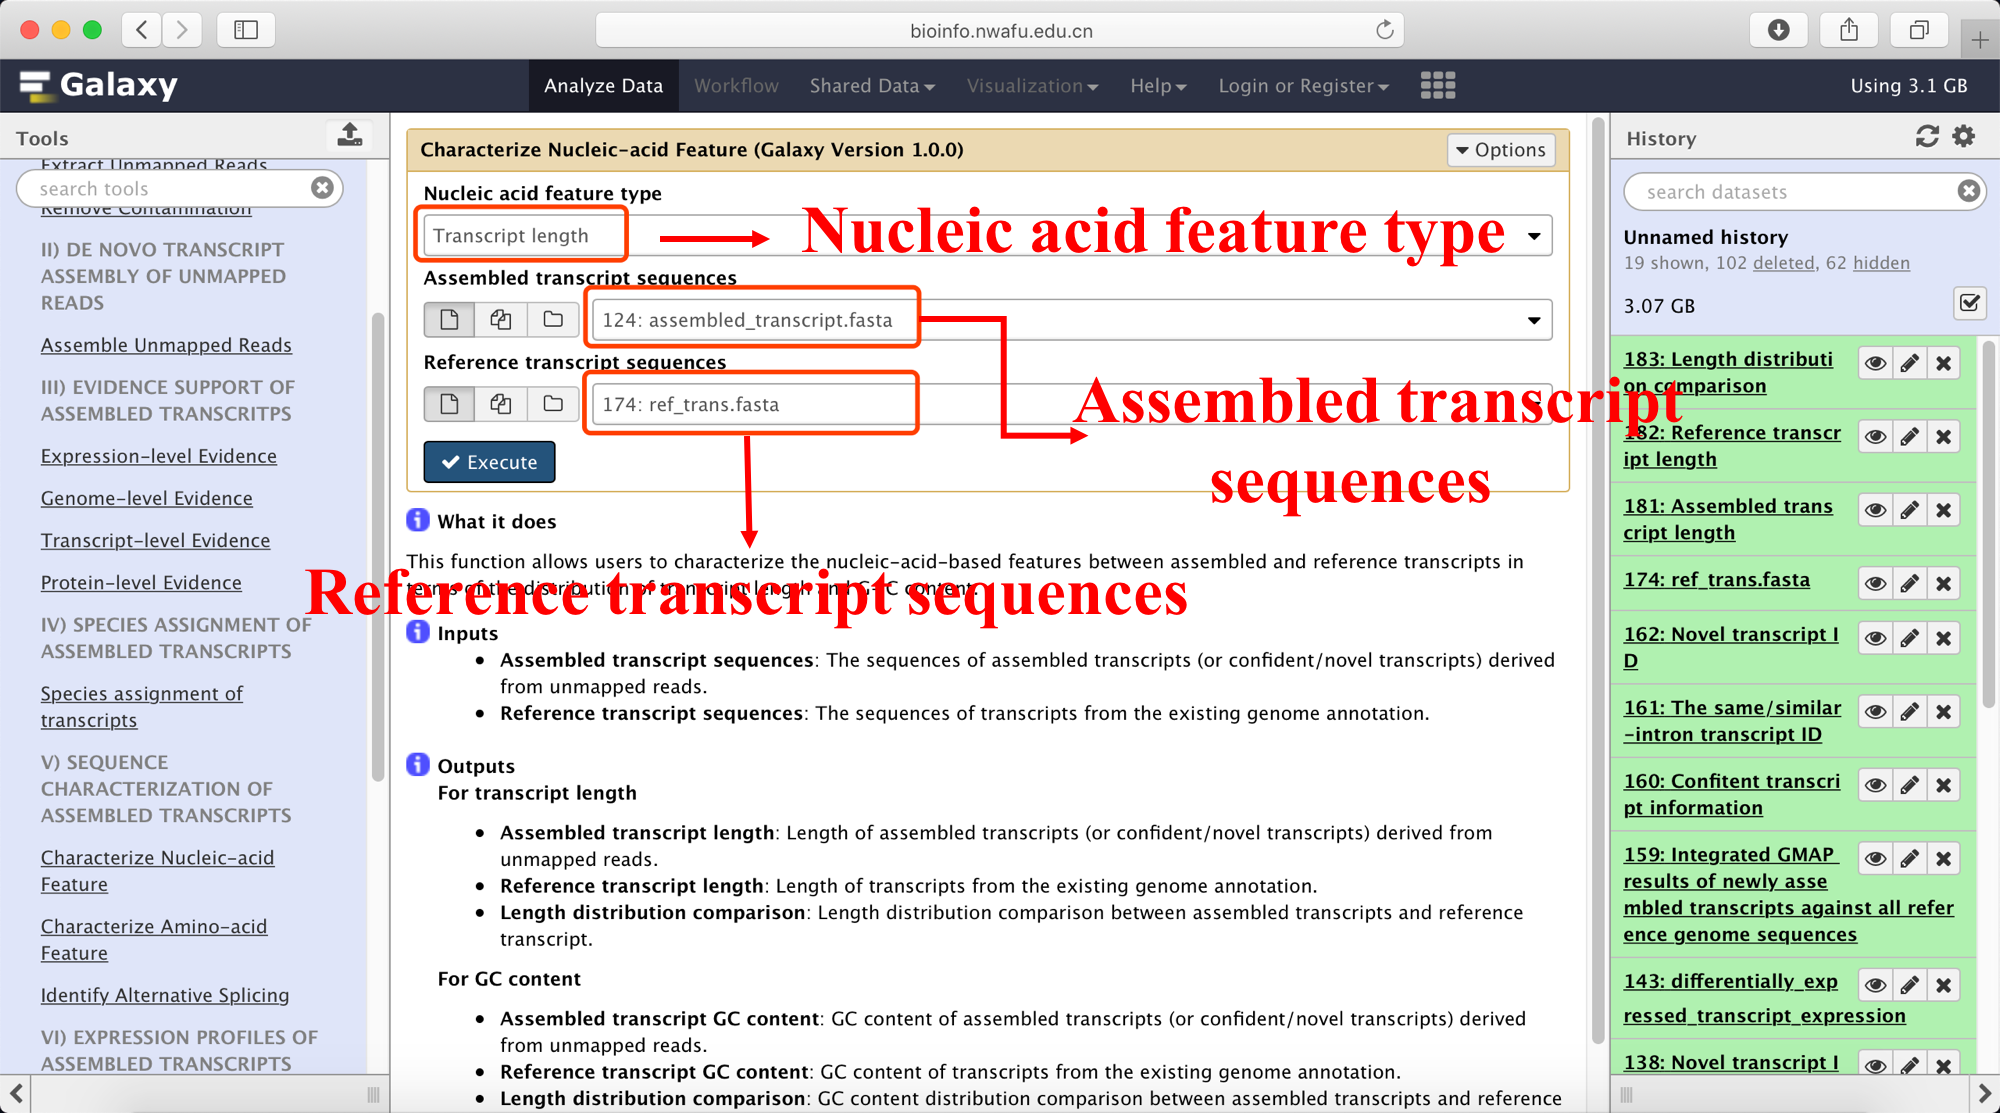 bioinfo.nwafu.edu.cn
Galaxy
Analyze Data
Workflow
Shared Data
Visualization
Help
Login or Register
Using 3.1 GB
Tools
Extract Unmapped Reads
search tools
Remove Contamination
II) DE NOVO TRANSCRIPT
ASSEMBLY OF UNMAPPED
READS
Assemble Unmapped Reads
III) EVIDENCE SUPPORT OF
ASSEMBLED TRANSCRITPS
Expression-level Evidence
Genome-level Evidence
Transcript-level Evidence
Protein-level Evidence
IV) SPECIES ASSIGNMENT OF
ASSEMBLED TRANSCRIPTS
Species assignment of
transcripts
V) SEQUENCE
CHARACTERIZATION OF
ASSEMBLED TRANSCRIPTS
Characterize Nucleic-acid
Feature
Characterize Amino-acid
Feature
Identify Alternative Splicing
VI) EXPRESSION PROFILES OF
ASSEMBLED TRANSCRIPTS
Characterize Nucleic-acid Feature (Galaxy Version 1.0.0)
Options
Nucleic acid feature type
Transcript length
Nucleic acid feature type
Assembled transcript sequences
124: assembled_transcript.fasta
Reference transcript sequences
174: ref_trans.fasta
Assembled transcript
sequences
Execute
What it does
This function allows users to characterize the nucleic-acid-based features between assembled and reference transcripts in
terms of the distribution of transcript length and G+C content.
Reference transcript sequences
Inputs
• Assembled transcript sequences: The sequences of assembled transcripts (or confident/novel transcripts) derived
from unmapped reads.
• Reference transcript sequences: The sequences of transcripts from the existing genome annotation.
Outputs
For transcript length
• Assembled transcript length: Length of assembled transcripts (or confident/novel transcripts) derived from
unmapped reads.
• Reference transcript length: Length of transcripts from the existing genome annotation.
• Length distribution comparison: Length distribution comparison between assembled transcripts and reference
transcript.
For GC content
• Assembled transcript GC content: GC content of assembled transcripts (or confident/novel transcripts) derived
from unmapped reads.
• Reference transcript GC content: GC content of transcripts from the existing genome annotation.
• Length distribution comparison: GC content distribution comparison between assembled transcripts and reference
History
search datasets
Unnamed history
19 shown, 102 deleted, 62 hidden
3.07 GB
183: Length distributi
on comparison
182: Reference transcr
ipt length
181: Assembled trans
cript length
174: ref_trans.fasta
162: Novel transcript I
D
161: The same/similar
-intron transcript ID
160: Confitent transcri
pt information
159: Integrated GMAP
results of newly asse
mbled transcripts against all refer
ence genome sequences
143: differentially_exp
ressed_transcript_expression
138: Novel transcript I